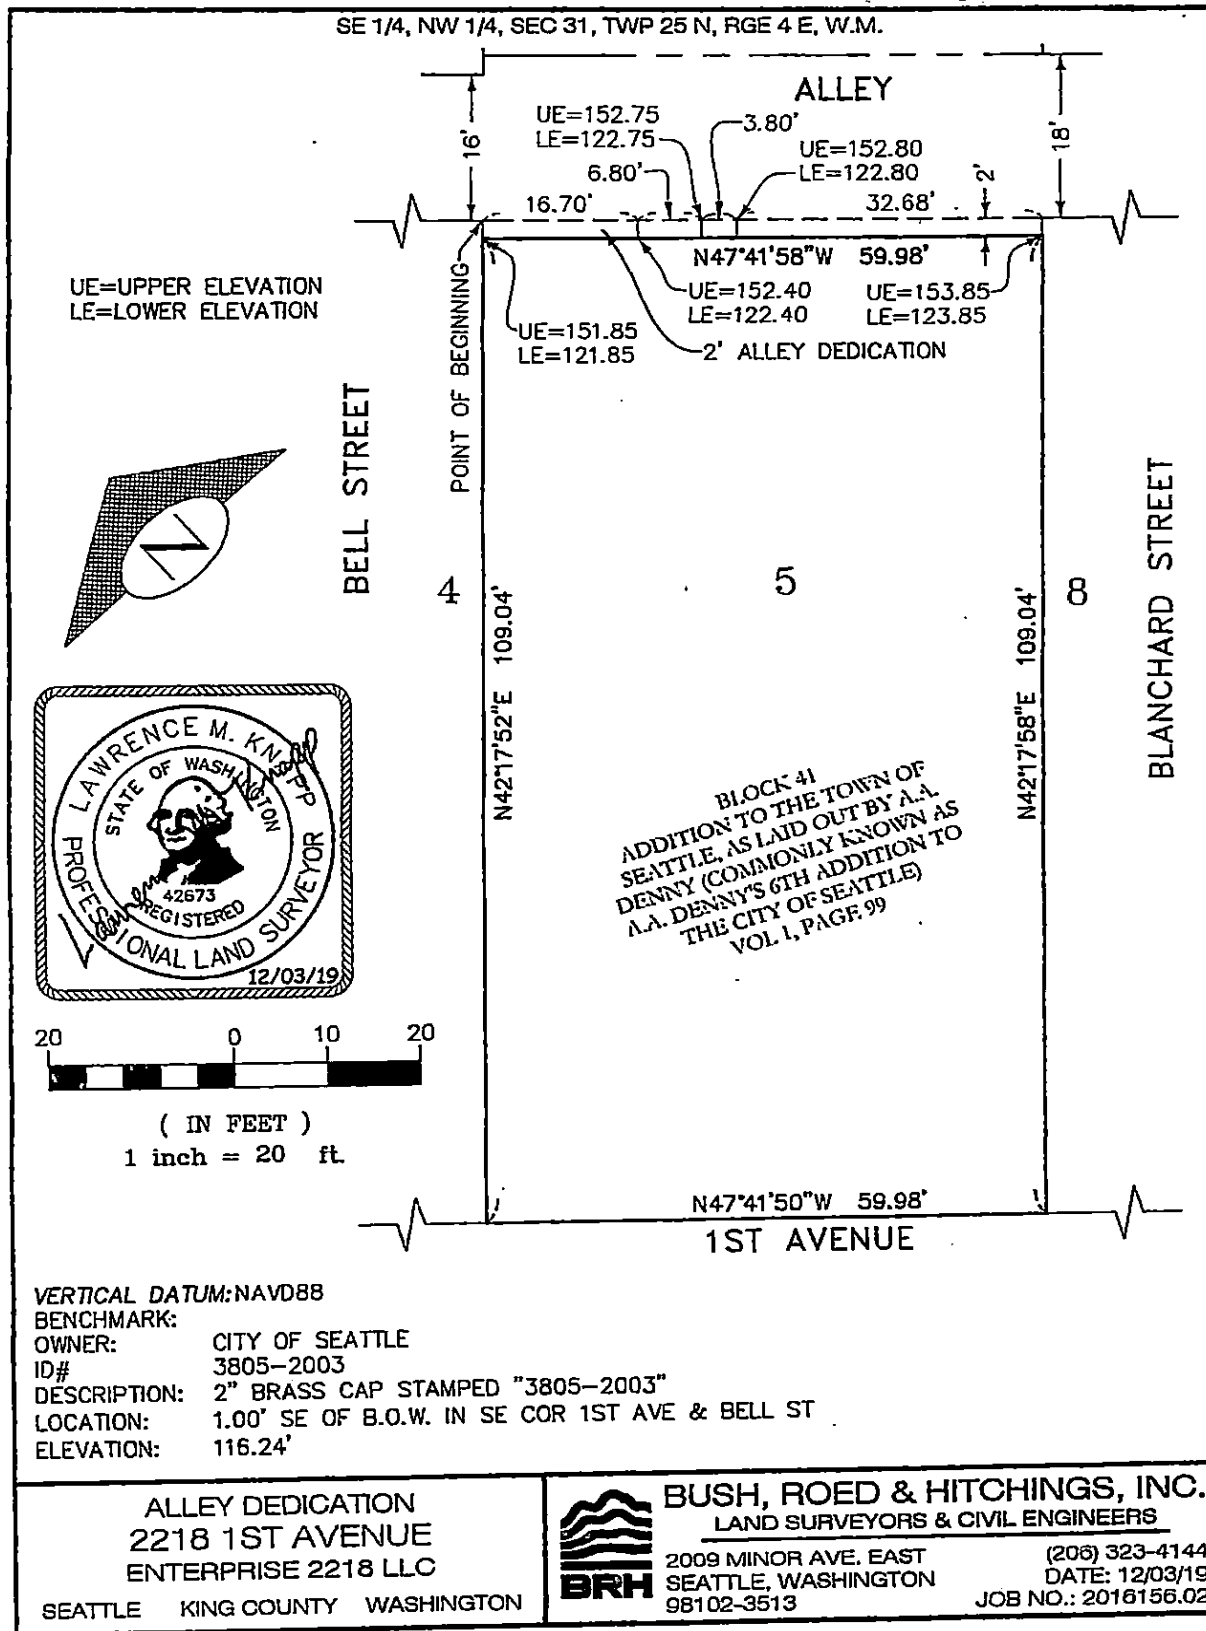 SE 1/4, NW 1/4, SEC 31, TWP 25 N, RGE 4 E, W.M.
ALLEY
16'
18'
UE=152.75
LE=122.75
3.80'
UE=152.80
LE=122.80
6.80'
2'
16.70'
32.68'
N47°41'58"W 59.98'
UE=UPPER ELEVATION
LE=LOWER ELEVATION
UE=152.40
LE=122.40
UE=153.85
LE=123.85
UE=151.85
LE=121.85
2' ALLEY DEDICATION
POINT OF BEGINNING
BELL STREET
BLANCHARD STREET
N
4
5
8
N42°17'52"E 109.04'
N42°17'58"E 109.04'
LAWRENCE M. KNAPP
STATE OF WASHINGTON
42673
REGISTERED
PROFESSIONAL LAND SURVEYOR
12/03/19
BLOCK 41
ADDITION TO THE TOWN OF
SEATTLE, AS LAID OUT BY A.A.
DENNY (COMMONLY KNOWN AS
A.A. DENNY'S 6TH ADDITION TO
THE CITY OF SEATTLE)
VOL 1, PAGE 99
20 0 10 20
( IN FEET )
1 inch = 20 ft.
N47°41'50"W 59.98'
1ST AVENUE
VERTICAL DATUM: NAVD88
BENCHMARK:
OWNER: CITY OF SEATTLE
ID# 3805-2003
DESCRIPTION: 2" BRASS CAP STAMPED "3805-2003"
LOCATION: 1.00' SE OF B.O.W. IN SE COR 1ST AVE & BELL ST
ELEVATION: 116.24'
ALLEY DEDICATION
2218 1ST AVENUE
ENTERPRISE 2218 LLC
SEATTLE KING COUNTY WASHINGTON
BRH
BUSH, ROED & HITCHINGS, INC.
LAND SURVEYORS & CIVIL ENGINEERS
2009 MINOR AVE. EAST (206) 323-4144
SEATTLE, WASHINGTON DATE: 12/03/19
98102-3513 JOB NO.: 2016156.02